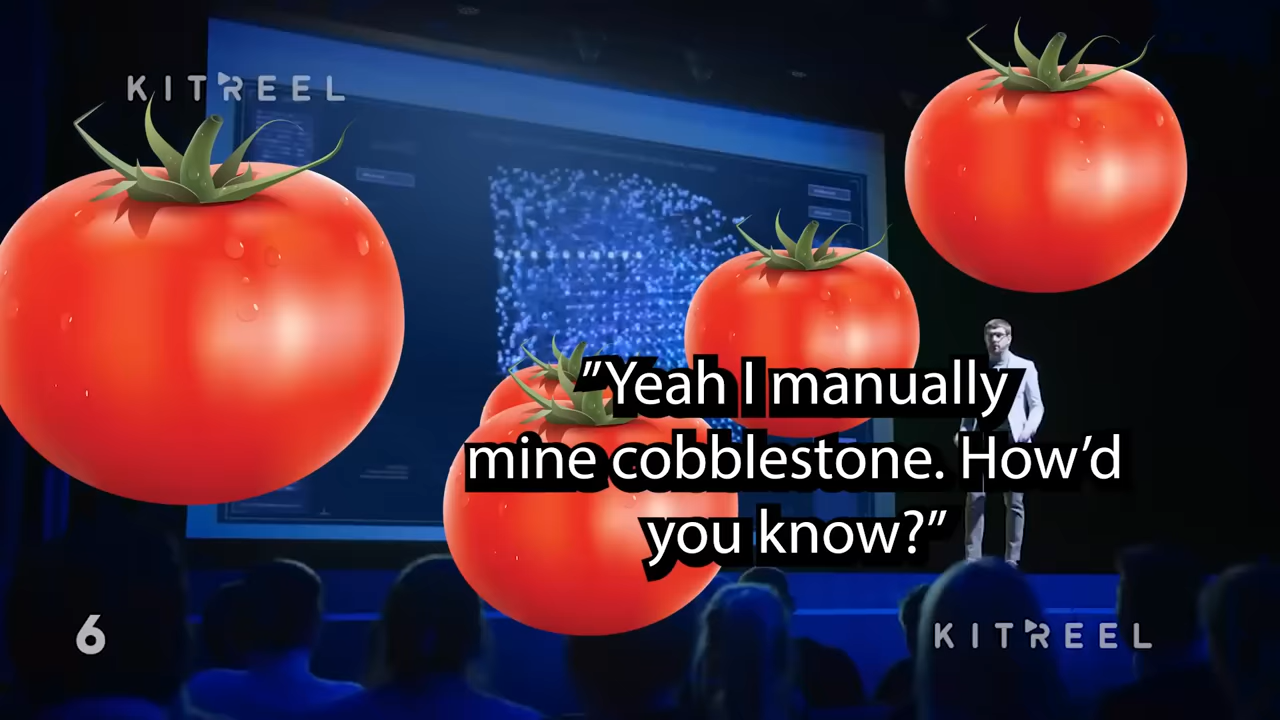 KITREEL
”Yeah I manually
mine cobblestone. How’d
you know?”
6
KITREEL